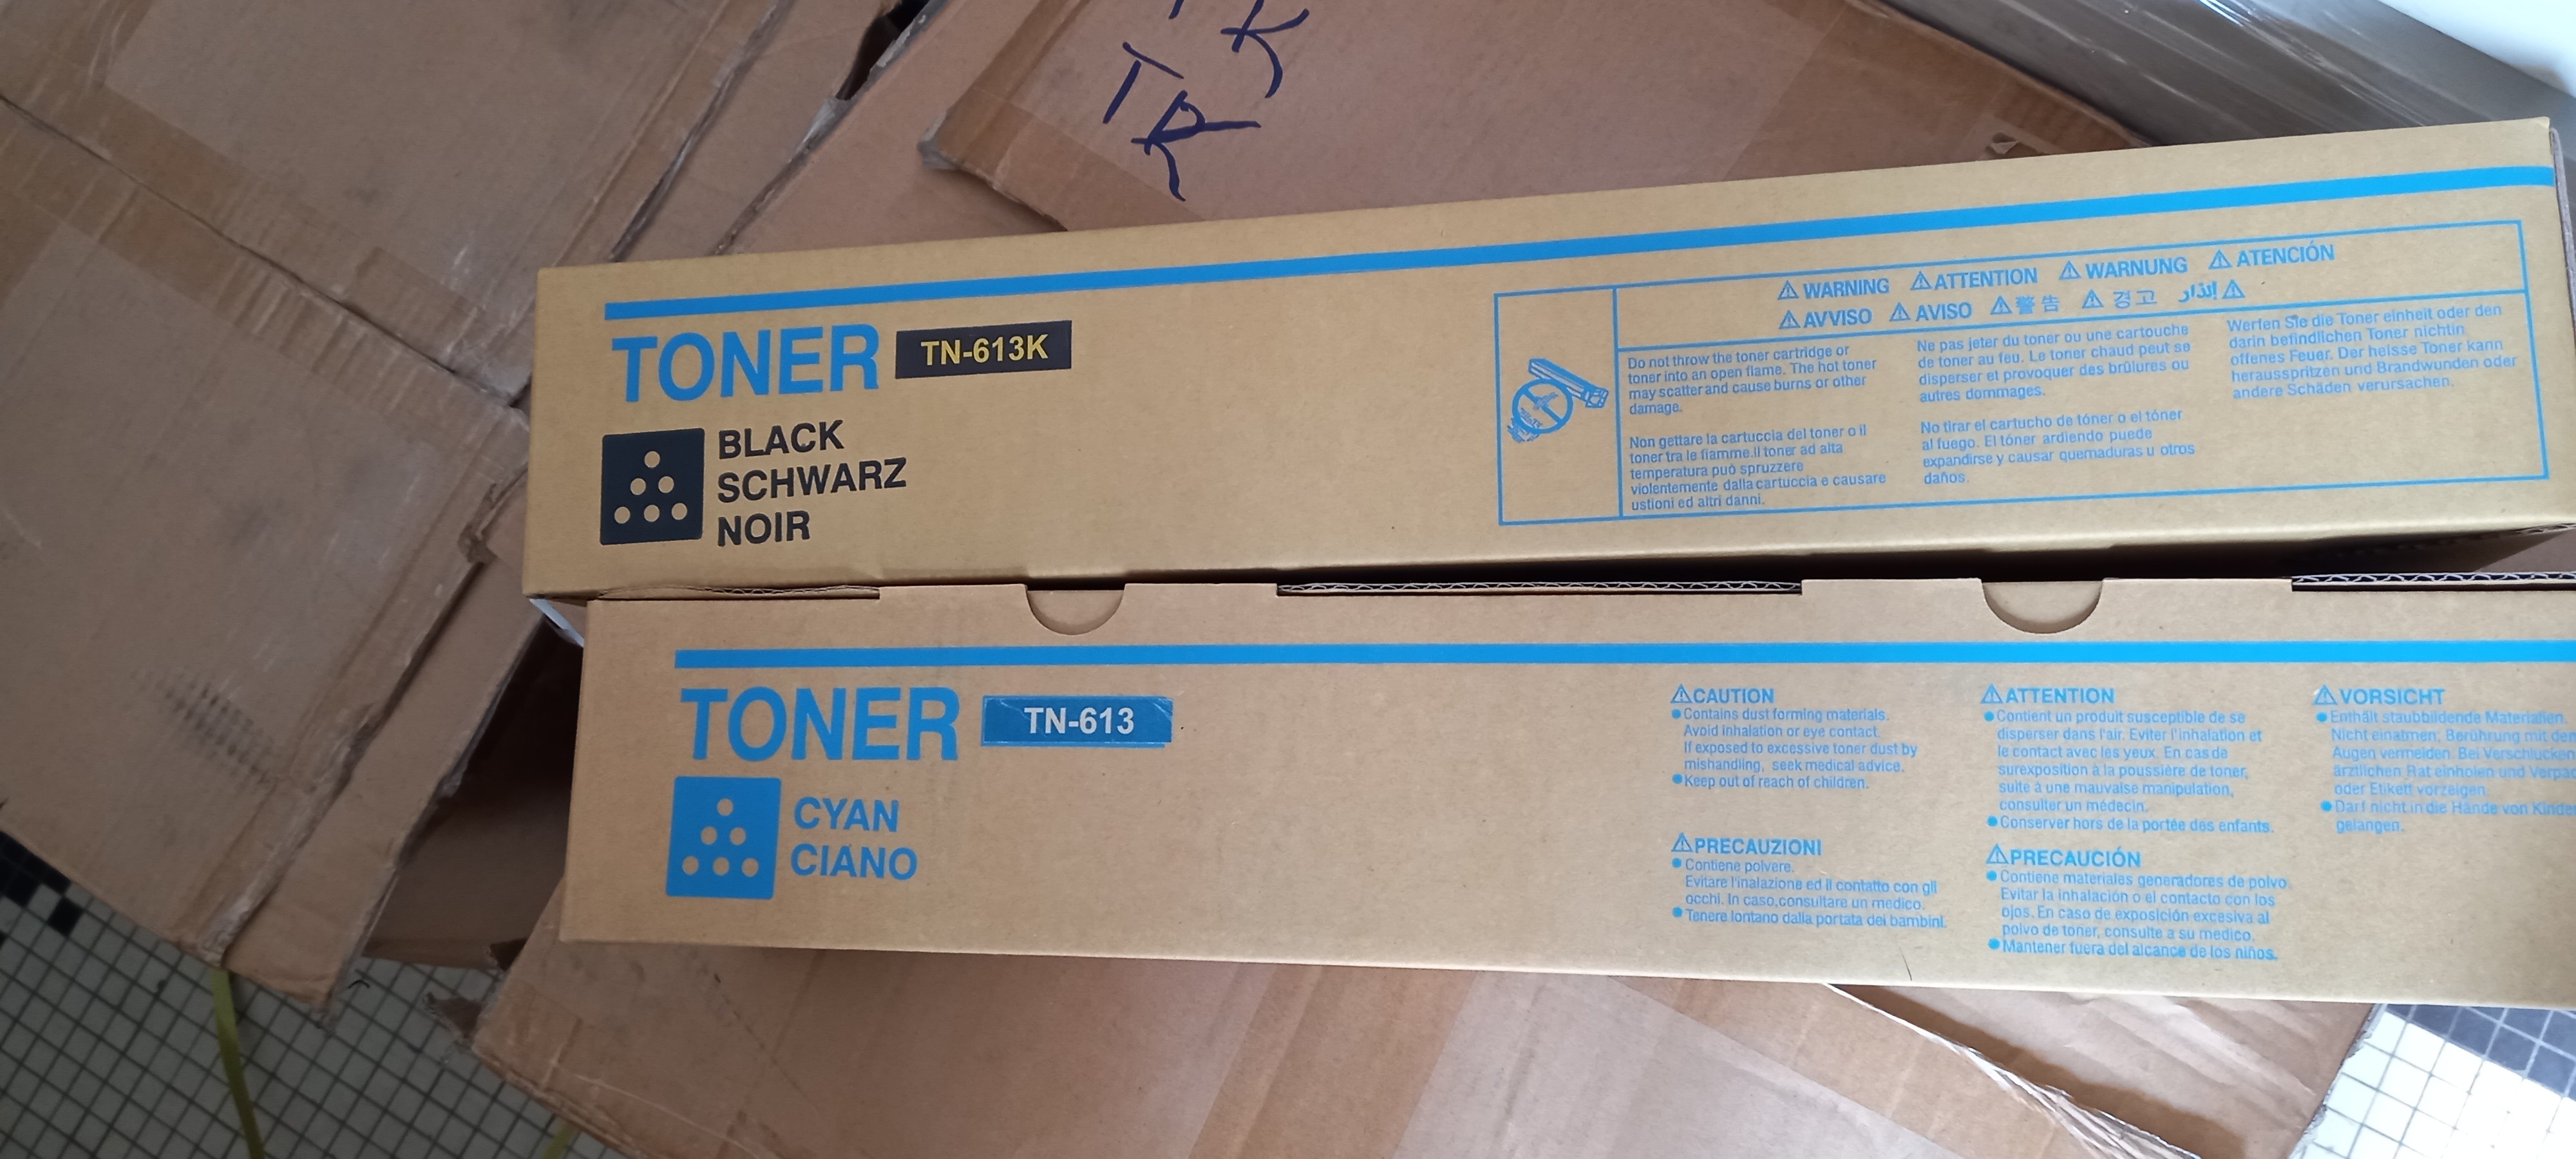 K
TK
TONER TN-613K
BLACK
SCHWARZ
NOIR
⚠ WARNING ⚠ ATTENTION ⚠ WARNUNG ⚠ ATENCIÓN
⚠ AVVISO ⚠ AVISO ⚠ 警告 ⚠ 경고 إنذار ⚠
Do not throw the toner cartridge or
toner into an open flame. The hot toner
may scatter and cause burns or other
damage.
Non gettare la cartuccia del toner o il
toner tra le fiamme.Il toner ad alta
temperatura può spruzzere
violentemente dalla cartuccia e causare
ustioni ed altri danni.
Ne pas jeter du toner ou une cartouche
de toner au feu. Le toner chaud peut se
disperser et provoquer des brûlures ou
autres dommages.
No tirar el cartucho de tóner o el tóner
al fuego. El tóner ardiendo puede
expandirse y causar quemaduras u otros
daños.
Werfen Sie die Toner einheit oder den
darin befindlichen Toner nichtin
offenes Feuer. Der heisse Toner kann
herausspritzen und Brandwunden oder
andere Schäden verursachen.
TONER TN-613
CYAN
CIANO
⚠CAUTION
●Contains dust forming materials.
Avoid inhalation or eye contact.
If exposed to excessive toner dust by
mishandling, seek medical advice.
●Keep out of reach of children.
⚠PRECAUZIONI
●Contiene polvere.
Evitare l'inalazione ed il contatto con gli
occhi. In caso,consultare un medico.
●Tenere lontano dalla portata dei bambini.
⚠ATTENTION
●Contient un produit susceptible de se
disperser dans l'air. Eviter l'inhalation et
le contact avec les yeux. En cas de
surexposition à la poussière de toner,
suite à une mauvaise manipulation,
consulter un médecin.
●Conserver hors de la portée des enfants.
⚠PRECAUCIÓN
●Contiene materiales generadores de polvo.
Evitar la inhalación o el contacto con los
ojos. En caso de exposición excesiva al
polvo de toner, consulte a su medico.
●Mantener fuera del alcance de los niños.
⚠VORSICHT
●Enthält staubbildende Materialien.
Nicht einatmen; Berührung mit den
Augen vermeiden. Bei Verschlucken
ärztlichen Rat einholen und
oder Etikett vorzeigen.
●Darf nicht in die Hände von
gelangen.